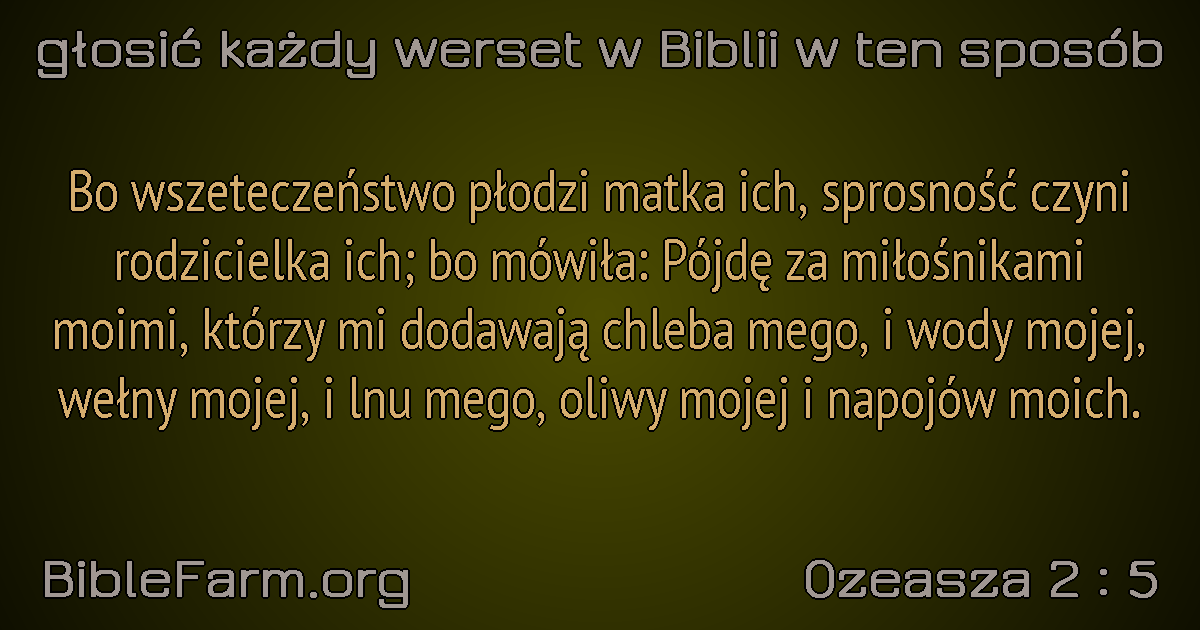 głosić każdy werset w Biblii w ten sposób
Bo wszeteczeństwo płodzi matka ich, sprosność czyni
rodzicielka ich; bo mówiła: Pójdę za miłośnikami
moimi, którzy mi dodawają chleba mego, i wody mojej,
wełny mojej, i lnu mego, oliwy mojej i napojów moich.
BibleFarm.org
Ozeasza 2 : 5